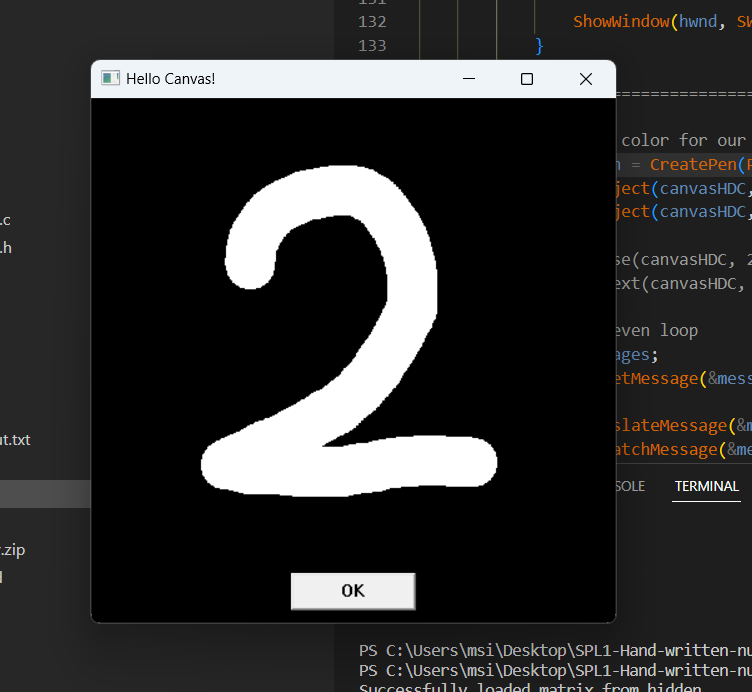 131
132 ShowWindow(hwnd, SW
133 }
Hello Canvas!
color for our
= CreatePen(P
ject(canvasHDC,
.c
ject(canvasHDC,
.h
se(canvasHDC, 2
ext(canvasHDC,
2
even loop
ages;
etMessage(&mess
slateMessage(&m
ut.txt
atchMessage(&me
SOLE TERMINAL
.zip
OK
PS C:\Users\msi\Desktop\SPL1-Hand-written-nu
PS C:\Users\msi\Desktop\SPL1-Hand-written-nu
Successfully loaded matrix from hidden